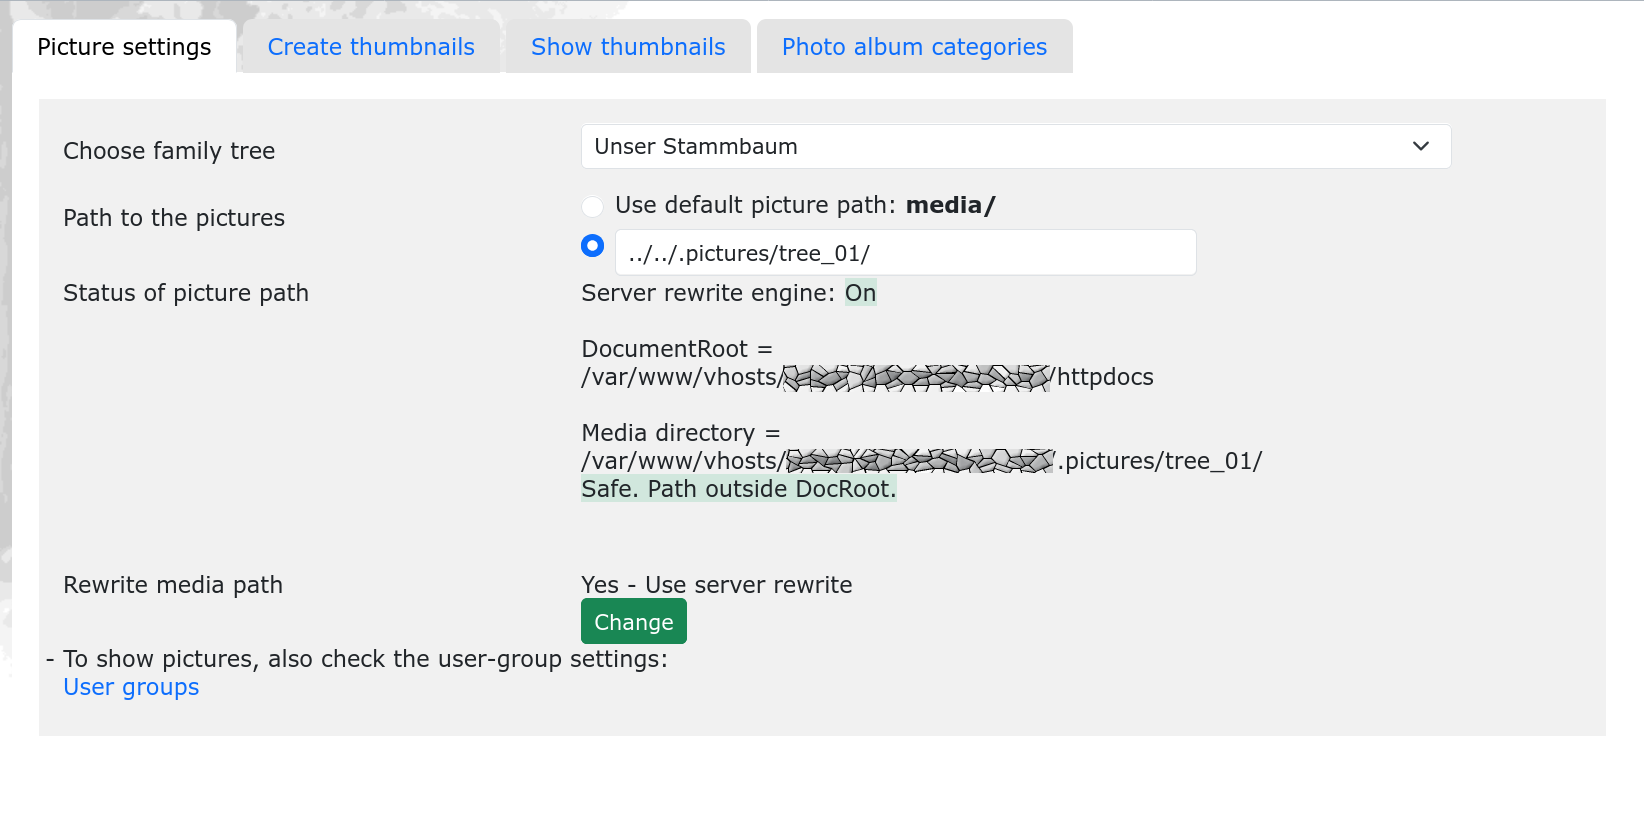 Picture settings Create thumbnails Show thumbnails Photo album categories
Choose family tree Unser Stammbaum
Path to the pictures Use default picture path: media/
../../.pictures/tree_01/
Status of picture path Server rewrite engine: On
DocumentRoot =
/var/www/vhosts/ /httpdocs
Media directory =
/var/www/vhosts/ .pictures/tree_01/
Safe. Path outside DocRoot.
Rewrite media path Yes - Use server rewrite
Change
- To show pictures, also check the user-group settings:
User groups